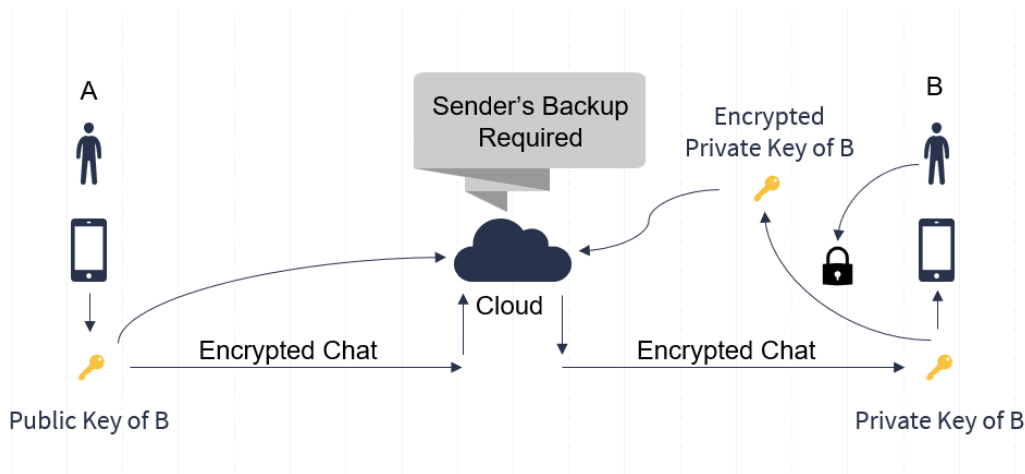 A
Sender’s Backup
Required
B
Encrypted
Private Key of B
Cloud
Encrypted Chat
Encrypted Chat
Public Key of B
Private Key of B